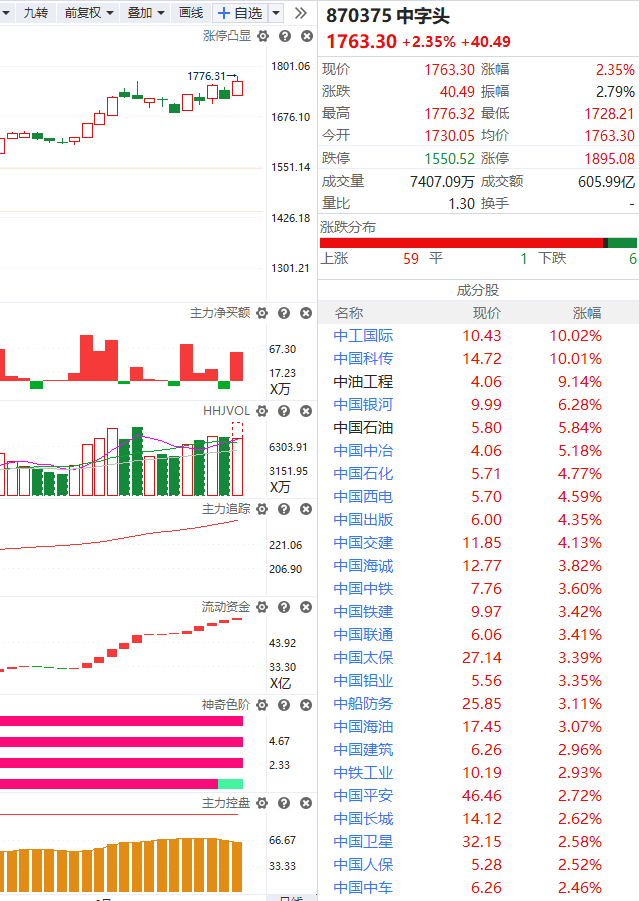 九转 前复权 叠加 画线 ＋自选
870375 中字头
1763.30 +2.35% +40.49
涨停凸显
1801.06
1776.31→
1676.10
1551.14
1426.18
1301.21
现价 1763.30 涨幅 2.35%
涨跌 40.49 振幅 2.79%
最高 1776.32 最低 1728.21
今开 1730.05 均价 1763.30
跌停 1550.52 涨停 1895.08
成交量 7407.09万 成交额 605.99亿
量比 1.30 换手 -
涨跌分布
上涨 59 平 1 下跌 6
成分股
名称 现价 涨幅
中工国际 10.43 10.02%
中国科传 14.72 10.01%
中油工程 4.06 9.14%
中国银河 9.99 6.28%
中国石油 5.80 5.84%
中国中冶 4.06 5.18%
中国石化 5.71 4.77%
中国西电 5.70 4.59%
中国出版 6.00 4.35%
中国交建 11.85 4.13%
中国海诚 12.77 3.82%
中国中铁 7.76 3.60%
中国铁建 9.97 3.42%
中国联通 6.06 3.41%
中国太保 27.14 3.39%
中国铝业 5.56 3.35%
中船防务 25.85 3.11%
中国海油 17.45 3.07%
中国建筑 6.26 2.96%
中铁工业 10.19 2.93%
中国平安 46.46 2.72%
中国长城 14.12 2.62%
中国卫星 32.15 2.58%
中国人保 5.28 2.52%
中国中车 6.26 2.46%
主力净买额
67.30
17.23
X万
HHJVOL
6303.91
3151.95
X万
主力追踪
221.06
206.90
流动资金
43.92
33.30
X亿
神奇色阶
4.67
2.33
主力控盘
66.67
33.33